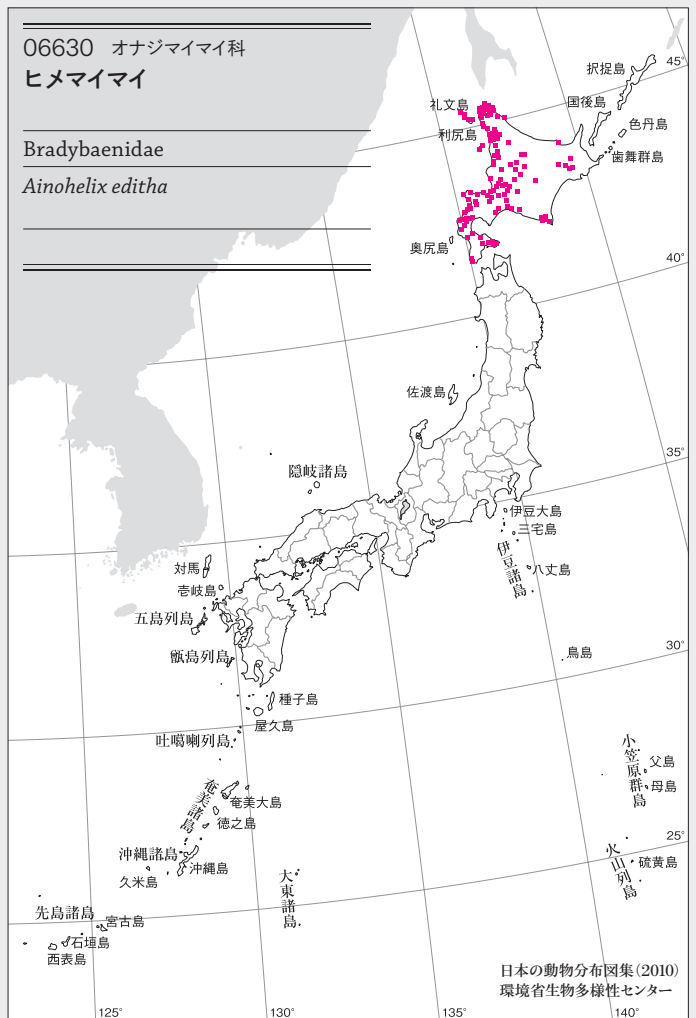 06630 オナジマイマイ科
ヒメマイマイ
Bradybaenidae
Ainohelix editha
45°
択捉島
礼文島
国後島
色丹島
利尻島
歯舞群島
奥尻島
40°
佐渡島
35°
隠岐諸島
伊豆大島
三宅島
伊豆諸島
八丈島
対馬
壱岐島
五島列島
甑島列島
30°
鳥島
種子島
屋久島
吐噶喇列島
小笠原群島
父島
母島
奄美諸島
奄美大島
徳之島
25°
沖縄諸島
沖縄島
久米島
火山列島
硫黄島
大東諸島
先島諸島
宮古島
石垣島
西表島
日本の動物分布図集(2010)
環境省生物多様性センター
125°
130°
135°
140°